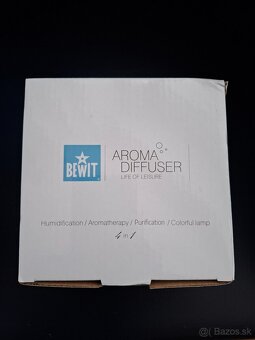 BEWIT
AROMA
DIFFUSER
LIFE OF LEISURE
Humidification / Aromatherapy / Purification / Colorful lamp
4 in 1
Bazos.sk